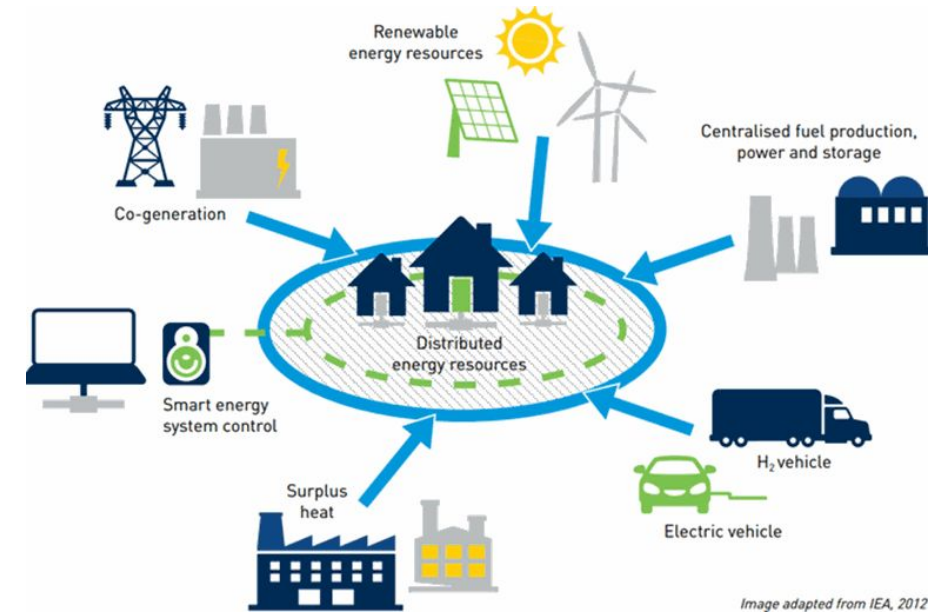 Renewable
energy resources
Centralised fuel production,
power and storage
Co-generation
Distributed
energy resources
Smart energy
system control
H₂ vehicle
Surplus
heat
Electric vehicle
Image adapted from IEA, 2012